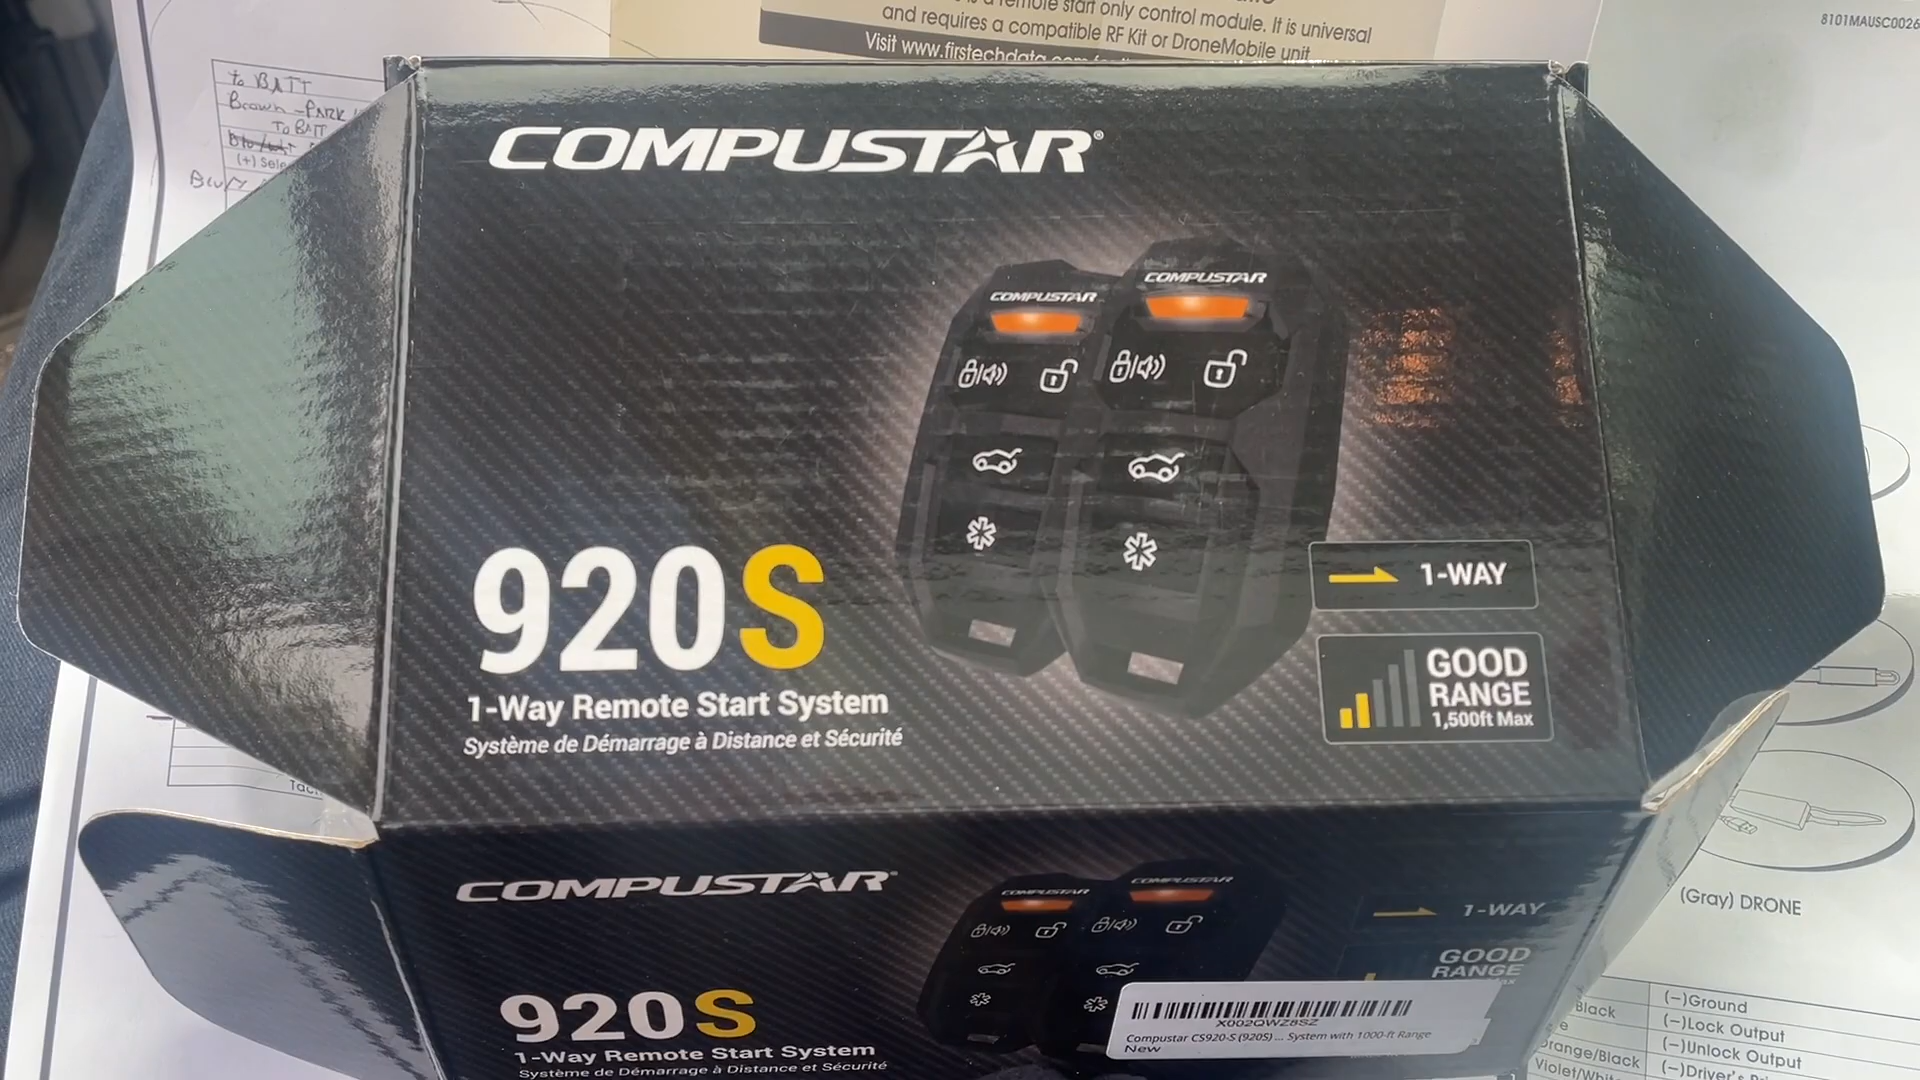 a remote start only control module. It is universal
and requires a compatible RF Kit or DroneMobile unit
Visit www.firstechdata.com
8101MAUSC0026
to BATT
Brown - PARK
To BATT
(+) Sele
COMPUSTAR®
COMPUSTAR
COMPUSTAR
920S
1-Way Remote Start System
Système de Démarrage à Distance et Sécurité
1-WAY
GOOD
RANGE
1,500ft Max
(Gray) DRONE
COMPUSTAR
COMPUSTAR
COMPUSTAR
1-WAY
GOOD
RANGE
920S
1-Way Remote Start System
Système de Démarrage à Distance et Sécurité
X002QWZ8SZ
Compustar CS920-S (920S) ... System with 1000-ft Range
New
(-)Ground
Black
(-)Lock Output
(-)Unlock Output
Orange/Black
(-)Driver's
Violet/White